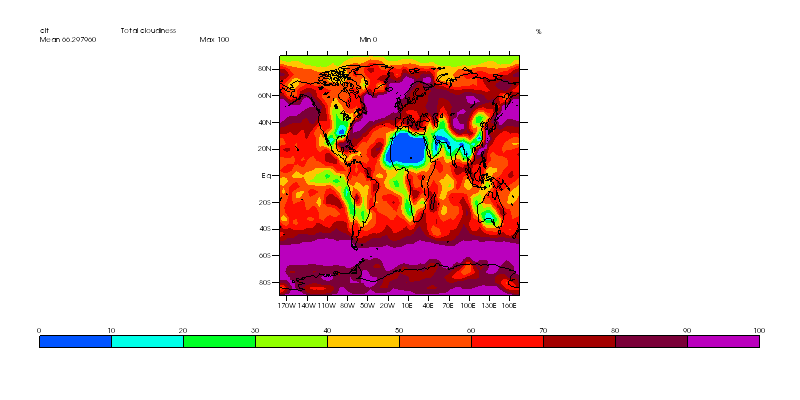 clt Total cloudness %
Mean 66.297960 Max 100 Min 0
80N
60N
40N
20N
Eq
20S
40S
60S
80S
170W 140W 110W 80W 50W 20W 10E 40E 70E 100E 130E 160E
0 10 20 30 40 50 60 70 80 90 100